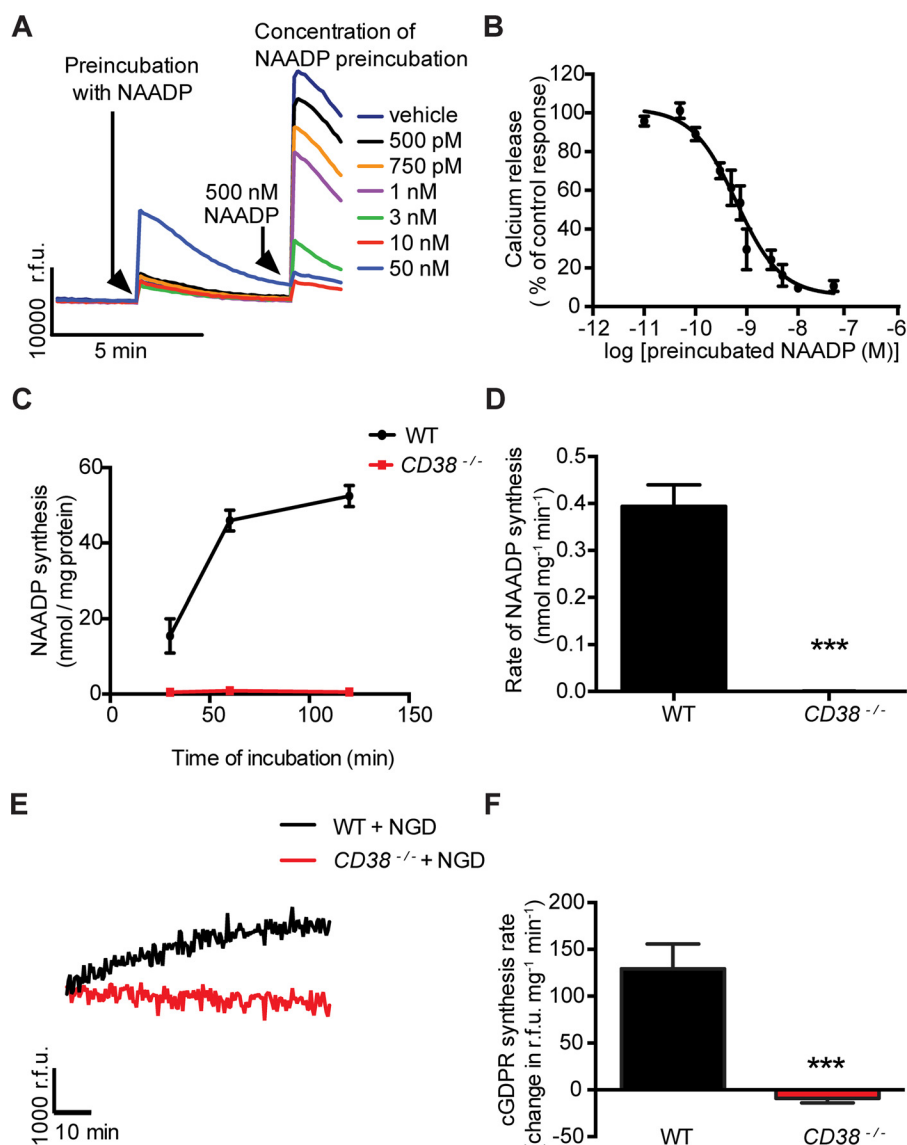 A
Preincubation
with NAADP
Concentration of
NAADP preincubation
500 nM
NAADP
vehicle
500 pM
750 pM
1 nM
3 nM
10 nM
50 nM
10000 r.f.u.
5 min
B
Calcium release
( % of control response)
120
100
80
60
40
20
0
-12
-11
-10
-9
-8
-7
-6
log [preincubated NAADP (M)]
C
WT
CD38 -/-
NAADP synthesis
(nmol / mg protein)
60
40
20
0
0
50
100
150
Time of incubation (min)
D
Rate of NAADP synthesis
(nmol mg-1 min-1)
0.5
0.4
0.3
0.2
0.1
0.0
***
WT
CD38 -/-
E
WT + NGD
CD38 -/- + NGD
1000 r.f.u.
10 min
F
cGDPR synthesis rate
(change in r.f.u. mg-1 min-1)
200
150
100
50
0
-50
***
WT
CD38 -/-